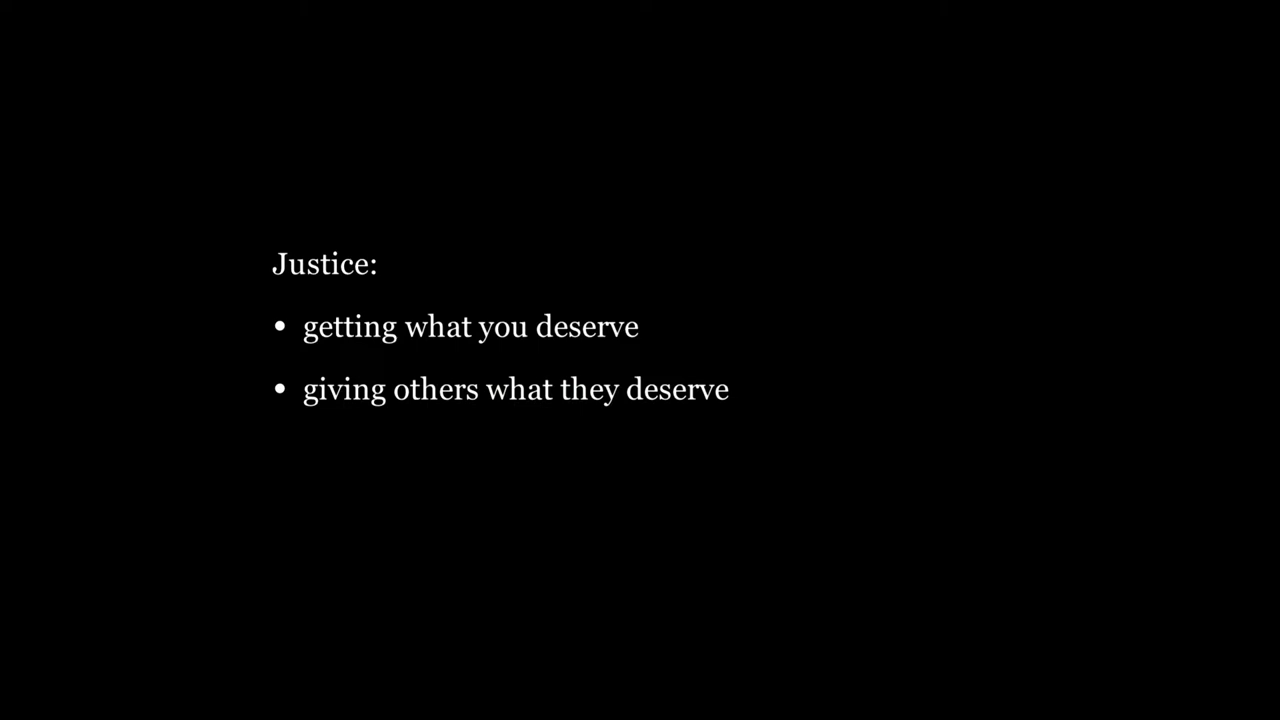 Justice:
• getting what you deserve
• giving others what they deserve